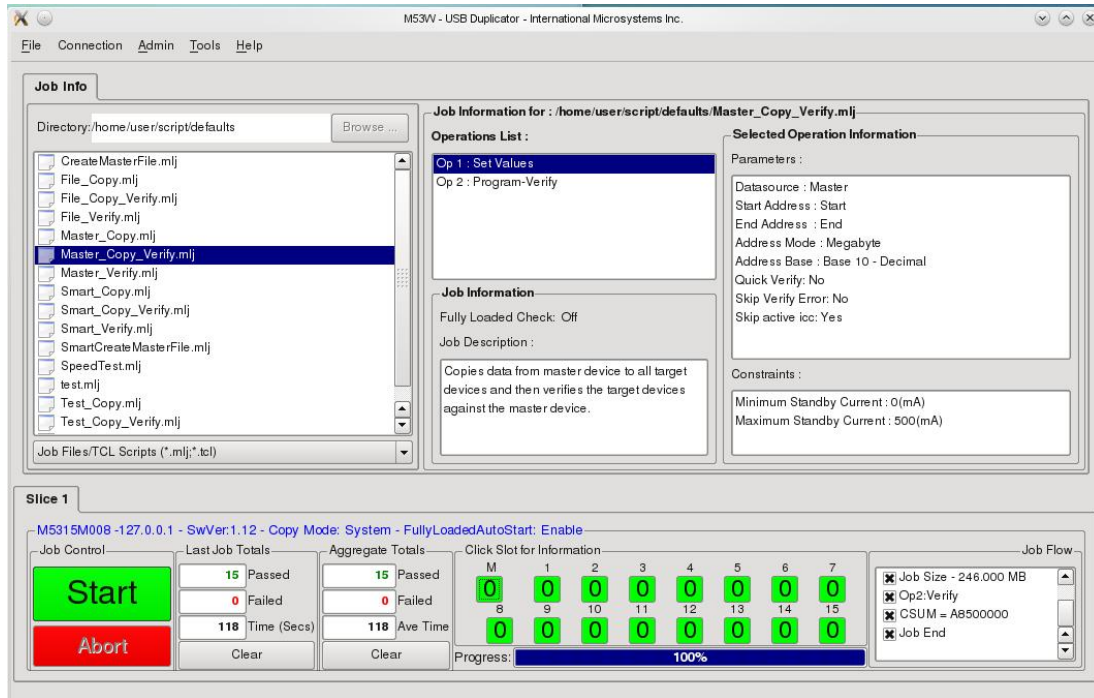 M53W - USB Duplicator - International Microsystems Inc.
File Connection Admin Tools Help
Job Info
Directory:/home/user/script/defaults
Browse ...
CreateMasterFile.mlj
File_Copy.mlj
File_Copy_Verify.mlj
File_Verify.mlj
Master_Copy.mlj
Master_Copy_Verify.mlj
Master_Verify.mlj
Smart_Copy.mlj
Smart_Copy_Verify.mlj
Smart_Verify.mlj
SmartCreateMasterFile.mlj
SpeedTest.mlj
test.mlj
Test_Copy.mlj
Test_Copy_Verify.mlj
Job Files/TCL Scripts (*.mlj;*.tcl)
Job Information for : /home/user/script/defaults/Master_Copy_Verify.mlj
Operations List :
Op 1 : Set Values
Op 2 : Program-Verify
Job Information
Fully Loaded Check: Off
Job Description :
Copies data from master device to all target
devices and then verifies the target devices
against the master device.
Selected Operation Information
Parameters :
Datasource : Master
Start Address : Start
End Address : End
Address Mode : Megabyte
Address Base : Base 10 - Decimal
Quick Verify: No
Skip Verify Error: No
Skip active icc: Yes
Constraints :
Minimum Standby Current : 0(mA)
Maximum Standby Current : 500(mA)
Slice 1
M5315M008 -127.0.0.1 - SwVer:1.12 - Copy Mode: System - FullyLoadedAutoStart: Enable
Job Control
Start
Abort
Last Job Totals
15 Passed
0 Failed
118 Time (Secs)
Clear
Aggregate Totals
15 Passed
0 Failed
118 Ave Time
Clear
Click Slot for Information
M 1 2 3 4 5 6 7
0 0 0 0 0 0 0 0
8 9 10 11 12 13 14 15
0 0 0 0 0 0 0 0
Progress: 100%
Job Flow
Job Size - 246.000 MB
Op2:Verify
CSUM = A8500000
Job End